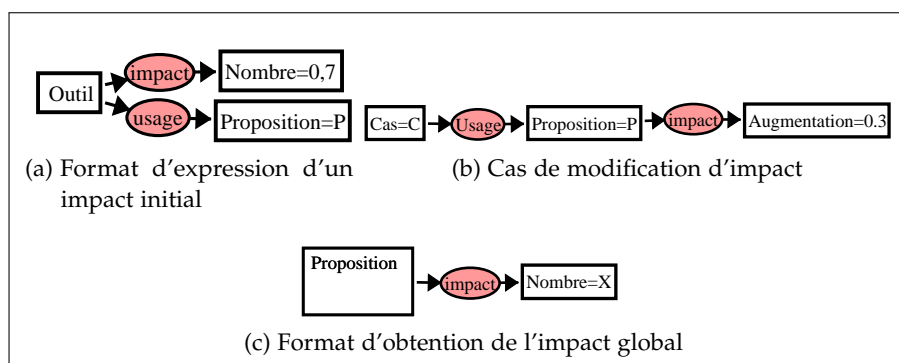 impact
Nombre=0,7
Outil
usage
Proposition=P
(a) Format d'expression d'un
impact initial
Cas=C
Usage
Proposition=P
impact
Augmentation=0.3
(b) Cas de modification d'impact
Proposition
impact
Nombre=X
(c) Format d'obtention de l'impact global